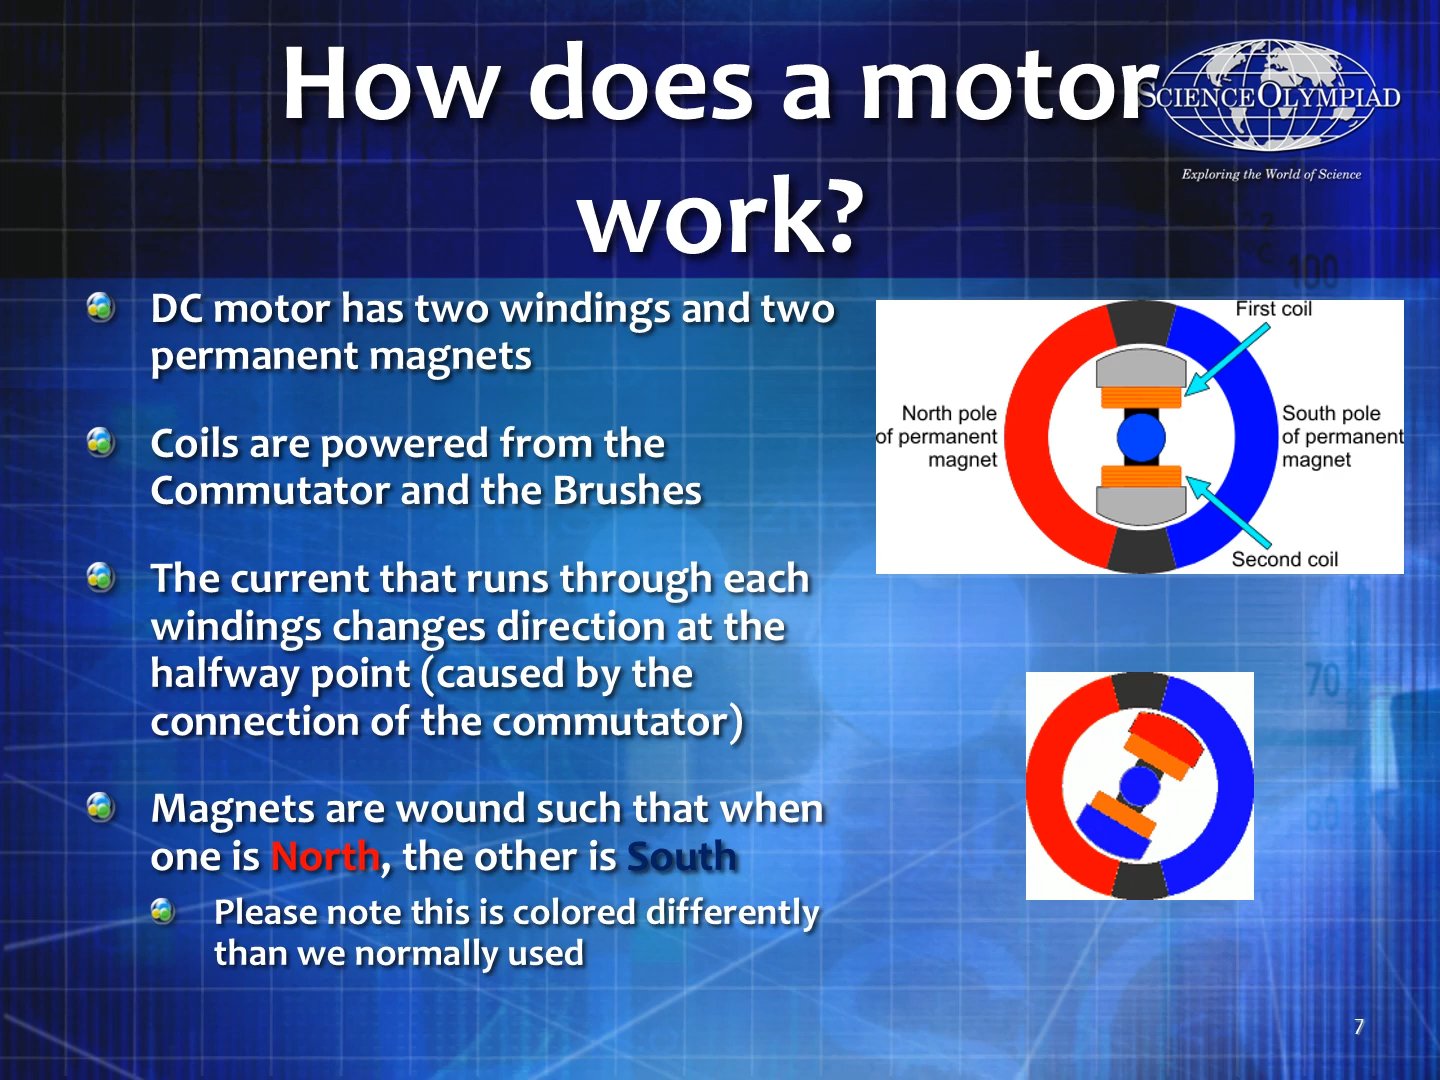 How does a motor
work?
SCIENCE OLYMPIAD
Exploring the World of Science
DC motor has two windings and two
permanent magnets
Coils are powered from the
Commutator and the Brushes
The current that runs through each
windings changes direction at the
halfway point (caused by the
connection of the commutator)
Magnets are wound such that when
one is North, the other is South
Please note this is colored differently
than we normally used
First coil
North pole
of permanent
magnet
South pole
of permanent
magnet
Second coil
100
70
60
7